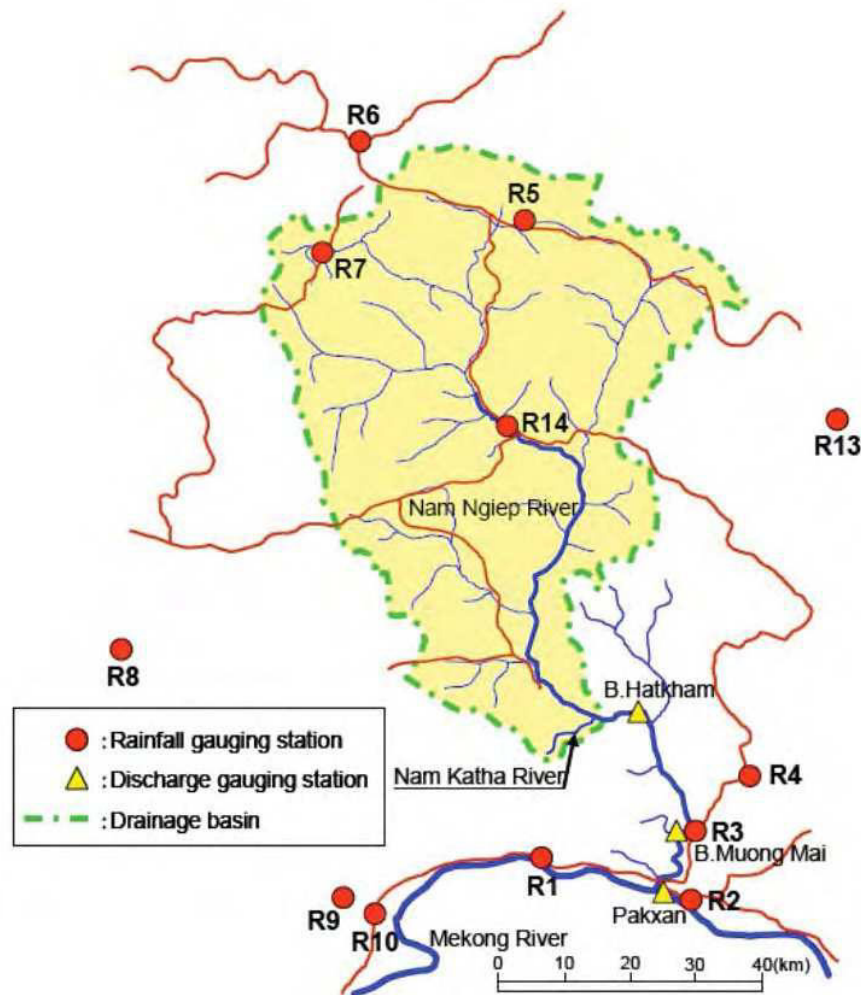 R6
R5
R7
R14
R13
Nam Ngiep River
R8
B.Hatkham
: Rainfall gauging station
: Discharge gauging station
: Drainage basin
Nam Katha River
R4
R3
B.Muong Mai
R1
R2
R9
R10
Pakxan
Mekong River
0 10 20 30 40(km)